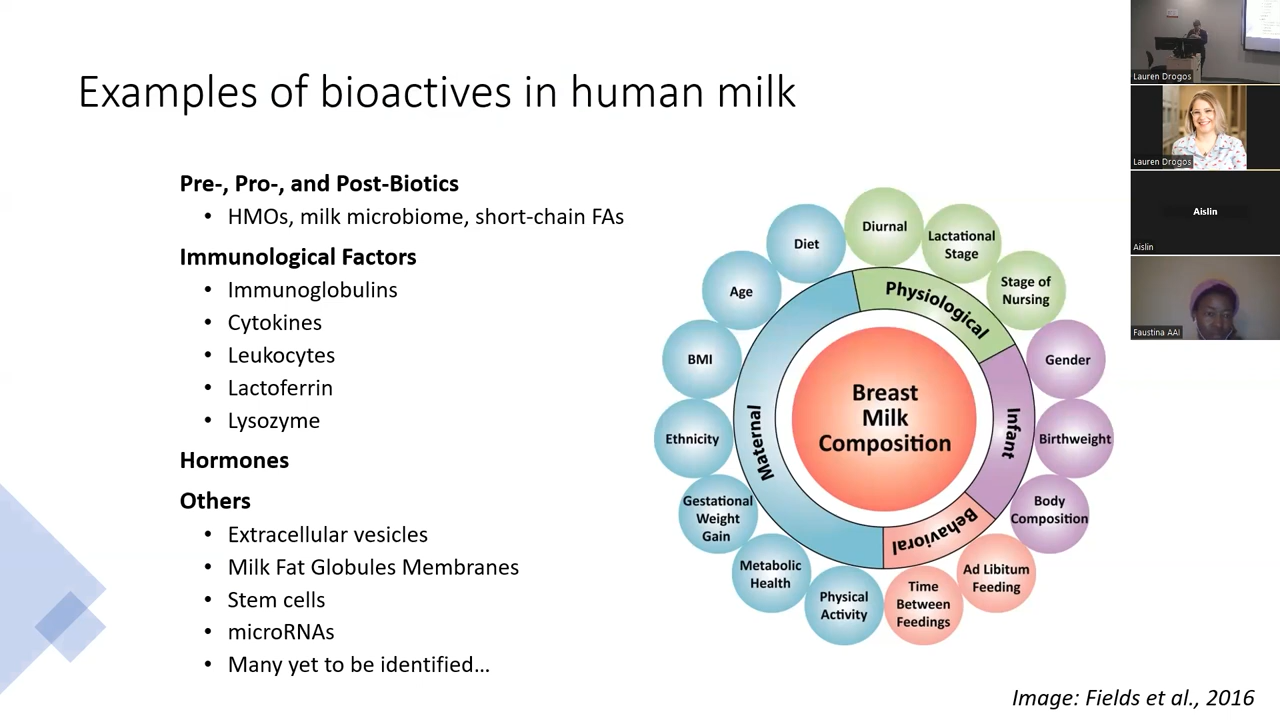 Examples of bioactives in human milk
Pre-, Pro-, and Post-Biotics
• HMOs, milk microbiome, short-chain FAs
Immunological Factors
• Immunoglobulins
• Cytokines
• Leukocytes
• Lactoferrin
• Lysozyme
Hormones
Others
• Extracellular vesicles
• Milk Fat Globules Membranes
• Stem cells
• microRNAs
• Many yet to be identified…
Breast
Milk
Composition
Physiological
Diurnal
Lactational
Stage
Stage of
Nursing
Infant
Gender
Birthweight
Body
Composition
Behavioral
Ad Libitum
Feeding
Time
Between
Feedings
Maternal
Physical
Activity
Metabolic
Health
Gestational
Weight
Gain
Ethnicity
BMI
Age
Diet
Image: Fields et al., 2016
Lauren Drogos
Lauren Drogos
Aislin
Aislin
Faustina AAI